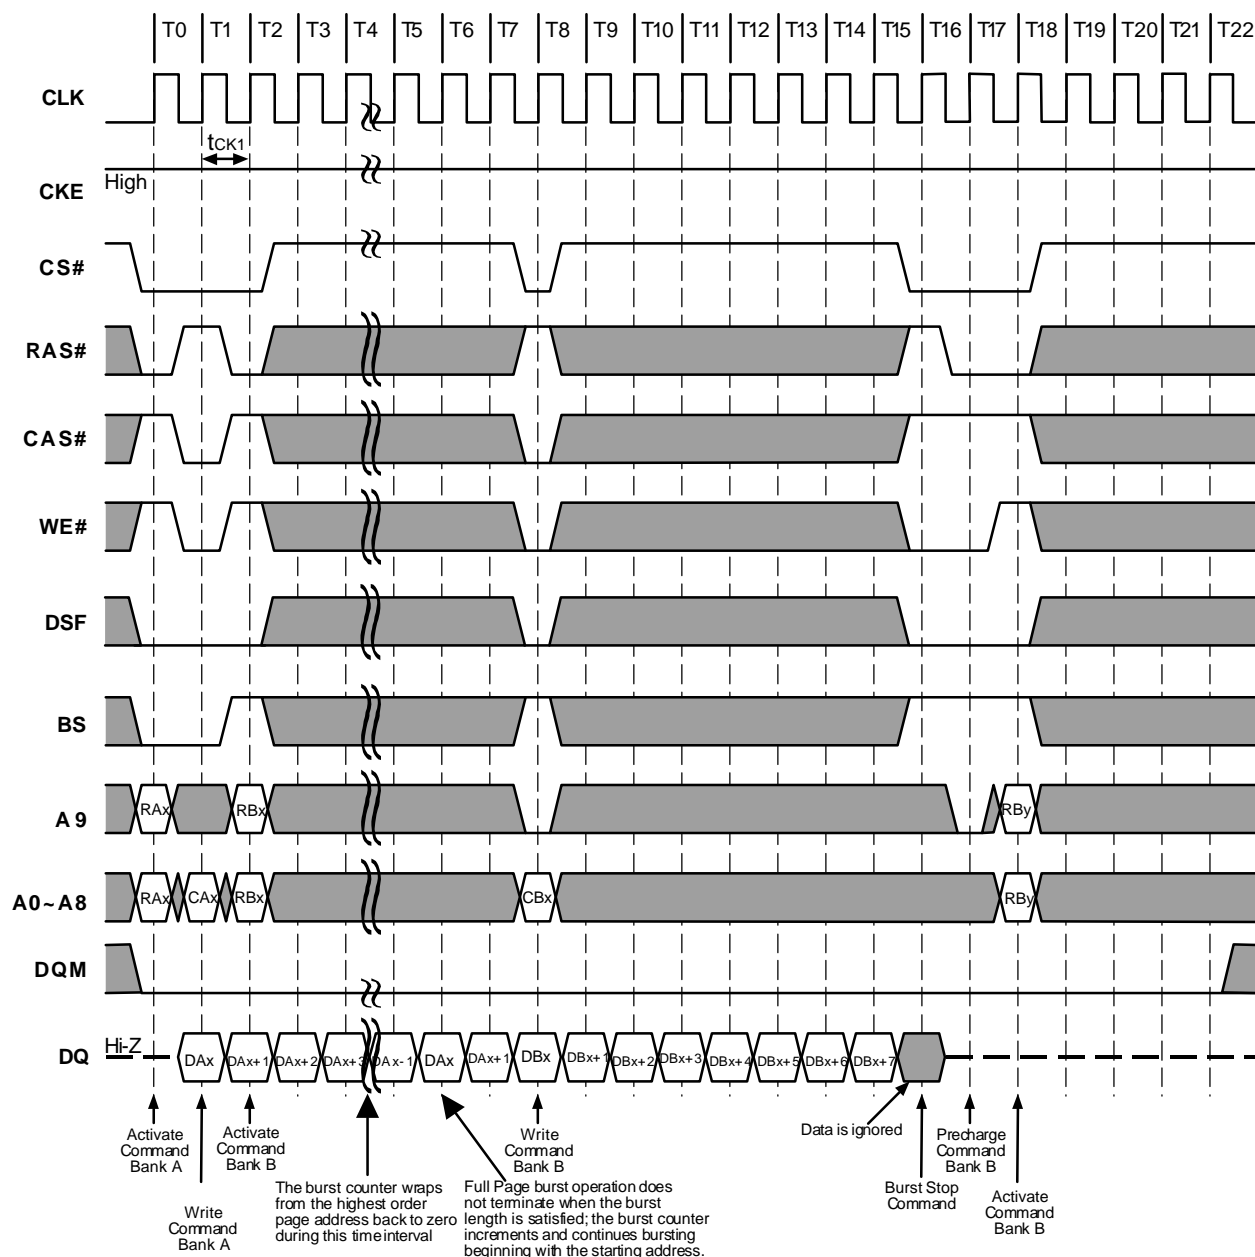 T0 T1 T2 T3 T4 T5 T6 T7 T8 T9 T10 T11 T12 T13 T14 T15 T16 T17 T18 T19 T20 T21 T22
CLK
tCK1
High
CKE
CS#
RAS#
CAS#
WE#
DSF
BS
A9 RAx RBx RBy
A0~A8 RAx CAx RBx CBx RBy
DQM
DQ Hi-Z DAx DAx+1 DAx+2 DAx+3 DAx-1 DAx DAx+1 DBx DBx+1 DBx+2 DBx+3 DBx+4 DBx+5 DBx+6 DBx+7
Activate
Command
Bank A
Write
Command
Bank A
Activate
Command
Bank B
The burst counter wraps
from the highest order
page address back to zero
during this time interval
Full Page burst operation does
not terminate when the burst
length is satisfied; the burst counter
increments and continues bursting
beginning with the starting address.
Write
Command
Bank B
Data is ignored
Burst Stop
Command
Precharge
Command
Bank B
Activate
Command
Bank B